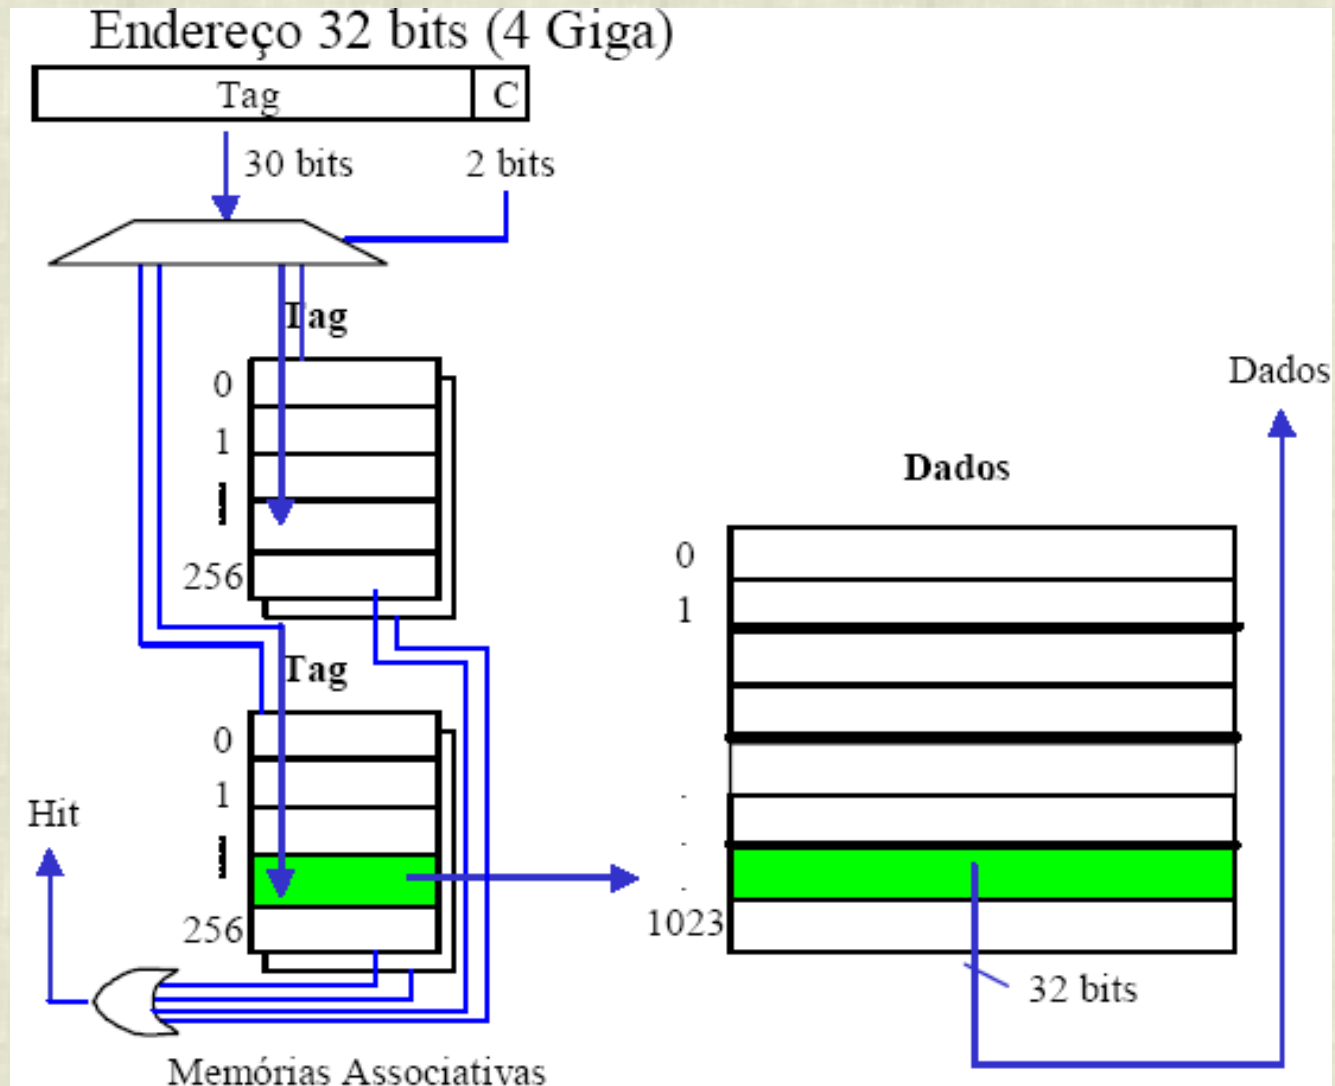 Endereço 32 bits (4 Giga)
Tag C
30 bits 2 bits
Tag
0
1
256
Tag
0
1
256
Hit
Memórias Associativas
Dados
Dados
0
1
.
.
.
1023
32 bits